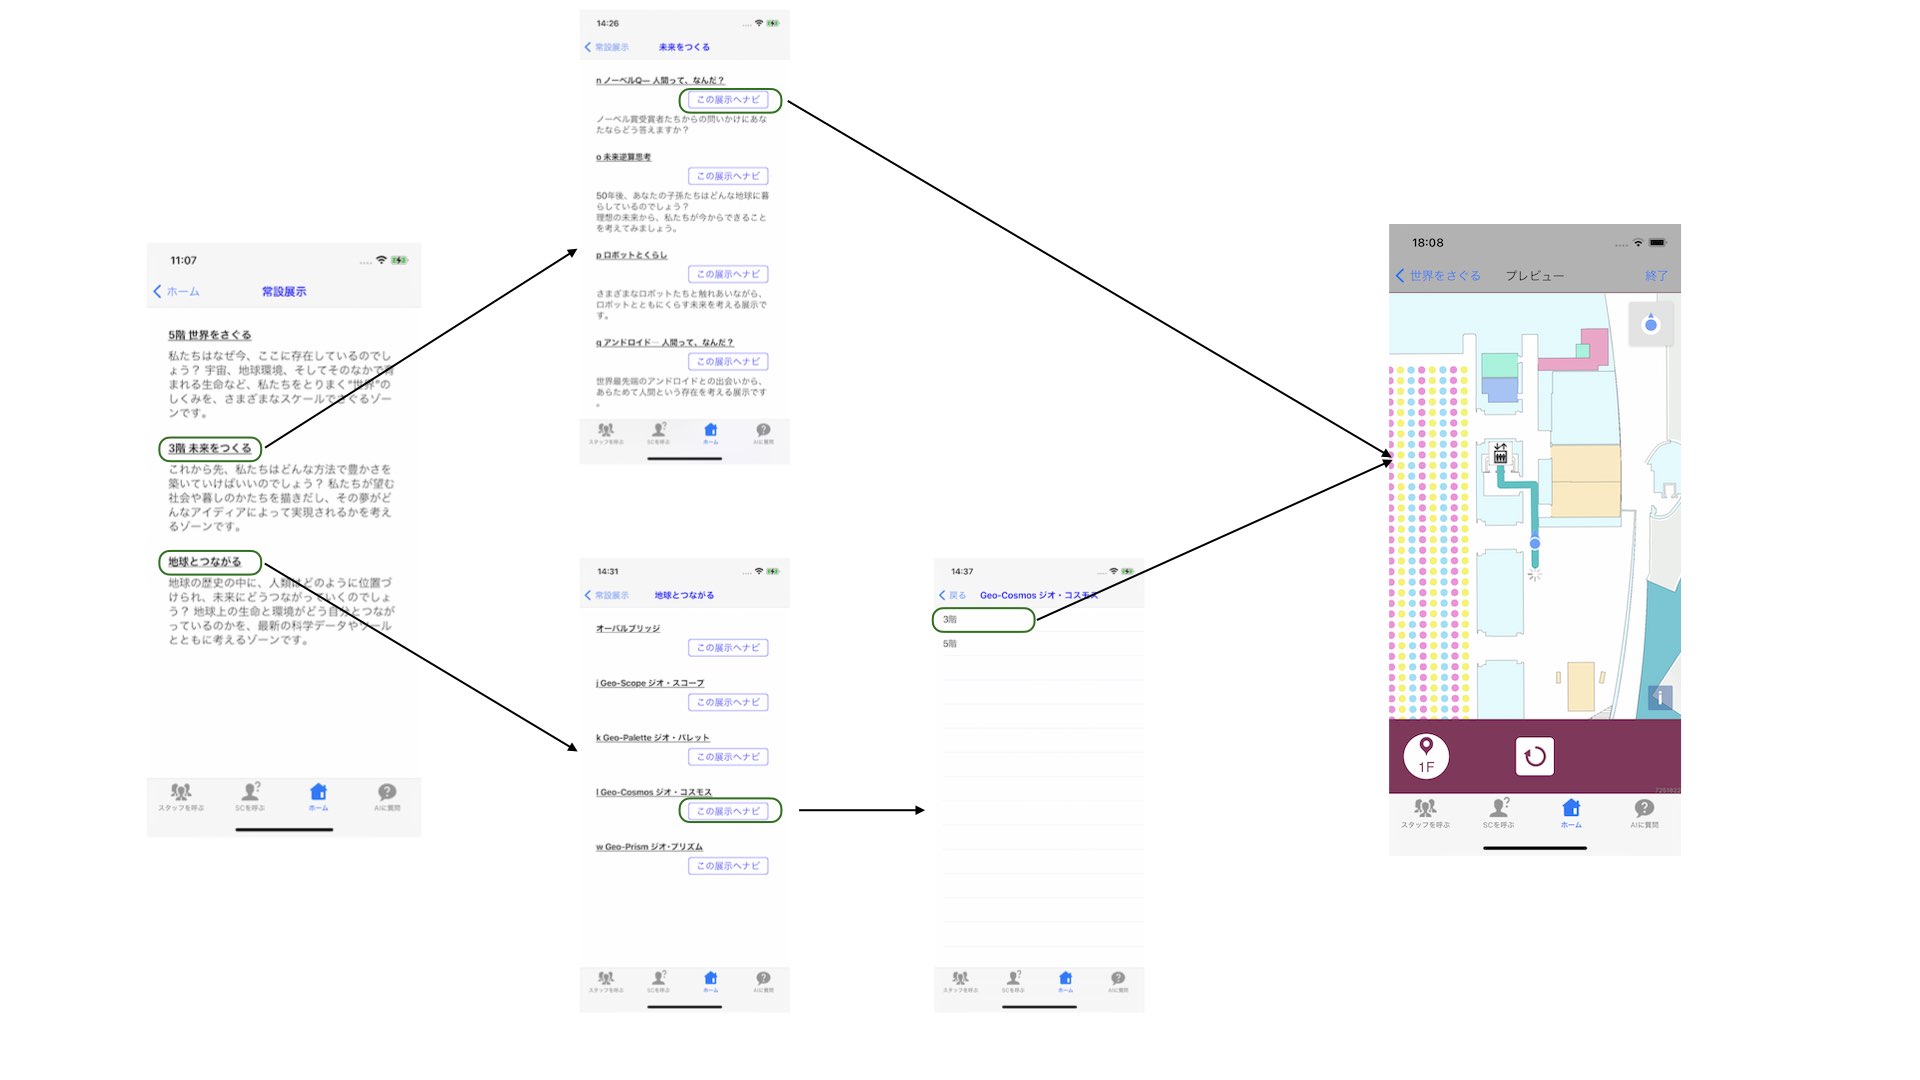 11:07
ホーム
常設展示
5階 世界をさぐる
私たちはなぜ今、ここに存在しているのでし
ょう？ 宇宙、地球環境、そしてそのなかで育
まれる生命など、私たちをとりまく“世界”の
しくみを、さまざまなスケールでさぐるゾー
ンです。
3階 未来をつくる
これから先、私たちはどんな方法で豊かさを
築いていけばいいのでしょう？ 私たちが望む
社会や暮しのかたちを描きだし、その夢がど
んなアイディアによって実現されるかを考え
るゾーンです。
地球とつながる
地球の歴史の中に、人類はどのように位置づ
けられ、未来にどうつながっていくのでしょ
う？ 地球上の生命と環境がどう自分とつなが
っているのかを、最新の科学データやツール
とともに考えるゾーンです。
スタッフを呼ぶ
SCを呼ぶ
ホーム
AIに質問
14:26
常設展示
未来をつくる
n ノーベルQ― 人間って、なんだ？
この展示へナビ
ノーベル賞受賞者たちからの問いかけにあな
たならどう答えますか？
o 未来逆算思考
この展示へナビ
50年後、あなたの子孫たちはどんな地球に暮
らしているのでしょう？
理想の未来から、私たちが今からできること
を考えてみましょう。
p ロボットとくらし
この展示へナビ
さまざまなロボットたちと触れあいながら、
ロボットとともにくらす未来を考える展示で
す。
q アンドロイド― 人間って、なんだ？
この展示へナビ
世界最先端のアンドロイドとの出会いから、
あらためて人間という存在を考える展示です
。
スタッフを呼ぶ
SCを呼ぶ
ホーム
AIに質問
14:31
常設展示
地球とつながる
オーバルブリッジ
この展示へナビ
j Geo-Scope ジオ・スコープ
この展示へナビ
k Geo-Palette ジオ・パレット
この展示へナビ
l Geo-Cosmos ジオ・コスモス
この展示へナビ
w Geo-Prism ジオ・プリズム
この展示へナビ
スタッフを呼ぶ
SCを呼ぶ
ホーム
AIに質問
14:37
戻る
Geo-Cosmos ジオ・コスモス
3階
5階
スタッフを呼ぶ
SCを呼ぶ
ホーム
AIに質問
18:08
世界をさぐる
プレビュー
終了
i
1F
スタッフを呼ぶ
SCを呼ぶ
ホーム
AIに質問